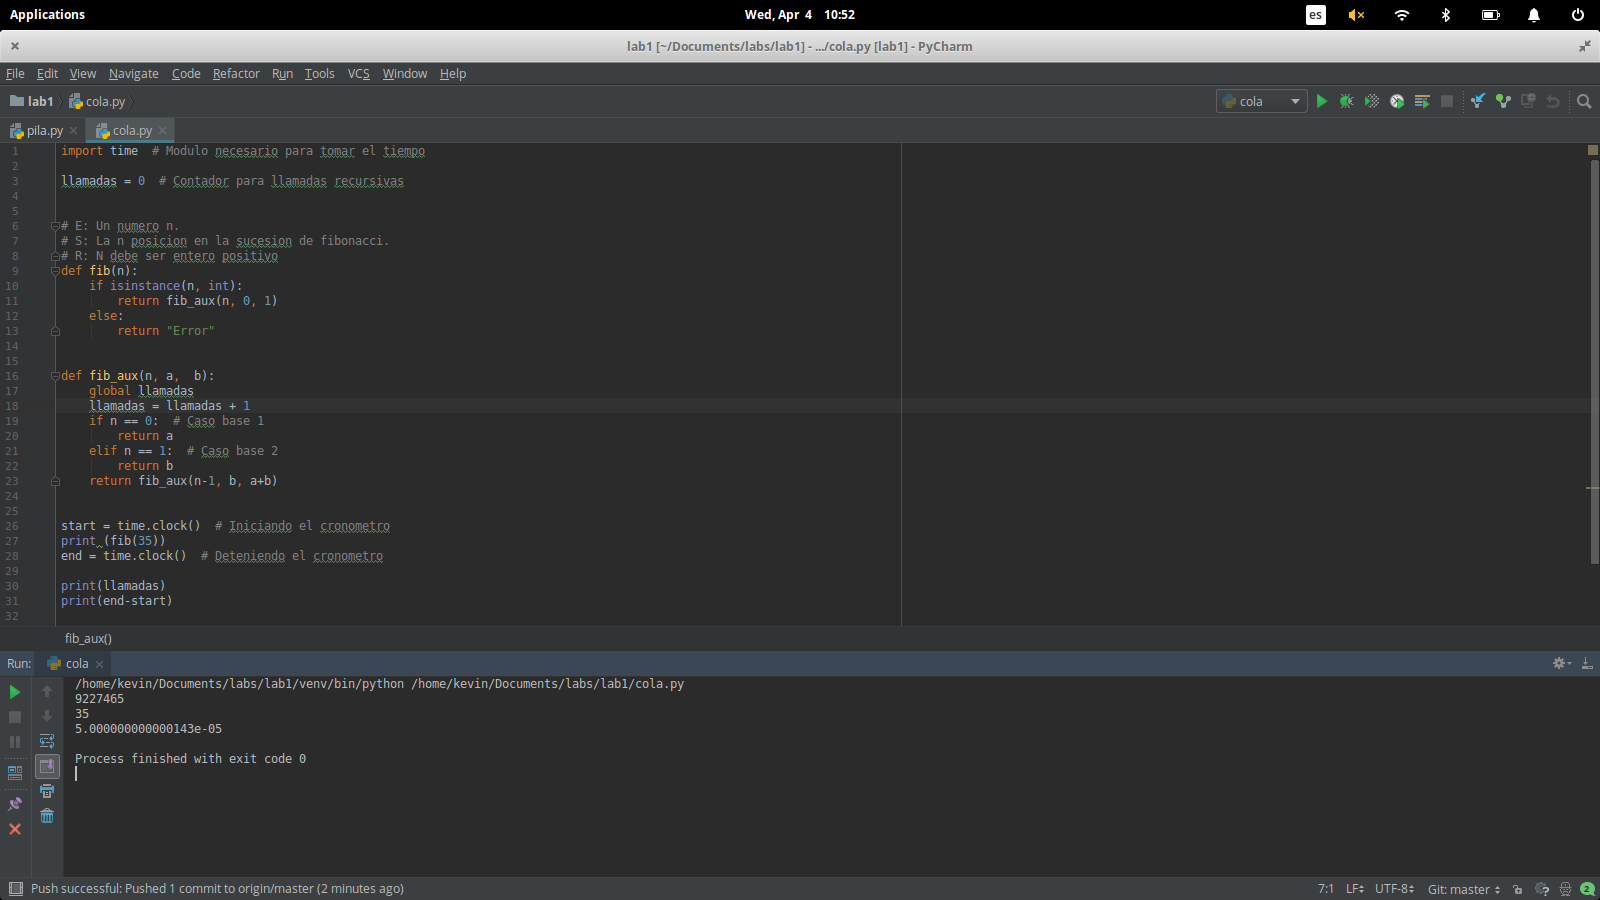 Applications
Wed, Apr 4 10:52
es
lab1 [~/Documents/labs/lab1] - .../cola.py [lab1] - PyCharm
File Edit View Navigate Code Refactor Run Tools VCS Window Help
lab1 cola.py
cola
pila.py cola.py
1 import time  # Modulo necesario para tomar el tiempo
2
3 llamadas = 0  # Contador para llamadas recursivas
4
5
6 # E: Un numero n.
7 # S: La n posicion en la sucesion de fibonacci.
8 # R: N debe ser entero positivo
9 def fib(n):
10     if isinstance(n, int):
11         return fib_aux(n, 0, 1)
12     else:
13         return "Error"
14
15
16 def fib_aux(n, a,  b):
17     global llamadas
18     llamadas = llamadas + 1
19     if n == 0:  # Caso base 1
20         return a
21     elif n == 1:  # Caso base 2
22         return b
23     return fib_aux(n-1, b, a+b)
24
25
26 start = time.clock()  # Iniciando el cronometro
27 print (fib(35))
28 end = time.clock()  # Deteniendo el cronometro
29
30 print(llamadas)
31 print(end-start)
32
fib_aux()
Run: cola
/home/kevin/Documents/labs/lab1/venv/bin/python /home/kevin/Documents/labs/lab1/cola.py
9227465
35
5.000000000000143e-05
Process finished with exit code 0
Push successful: Pushed 1 commit to origin/master (2 minutes ago)
7:1 LF UTF-8 Git: master 2